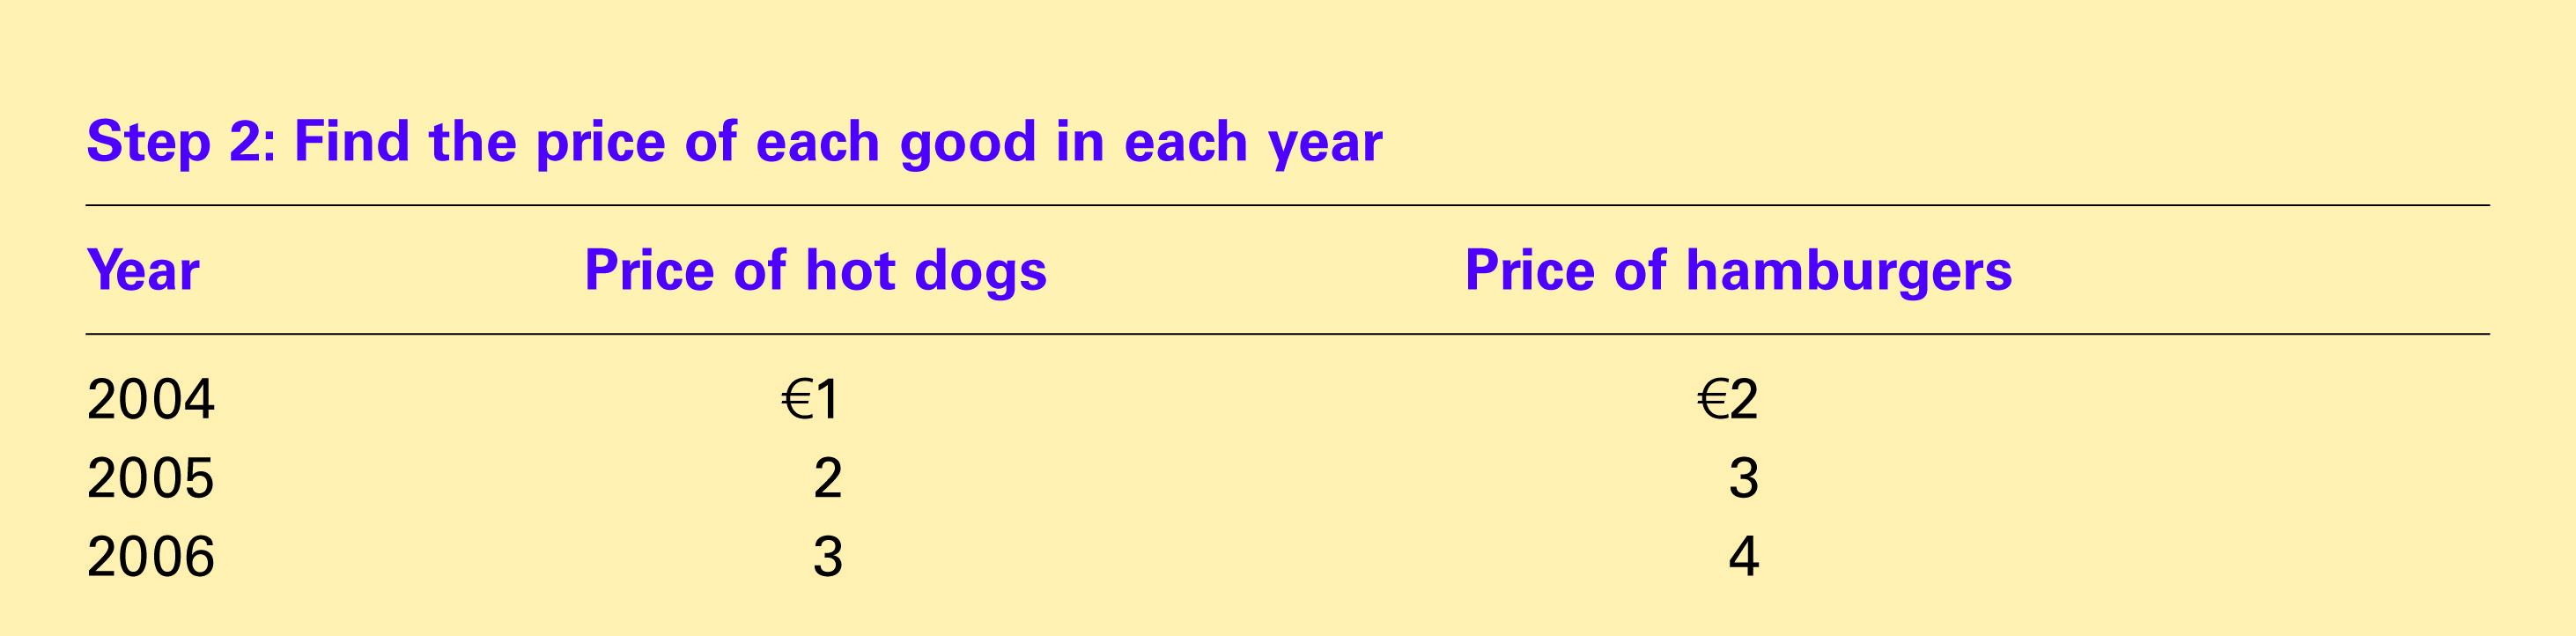 Step 2: Find the price of each good in each year
Year Price of hot dogs Price of hamburgers
2004 €1 €2
2005 2 3
2006 3 4